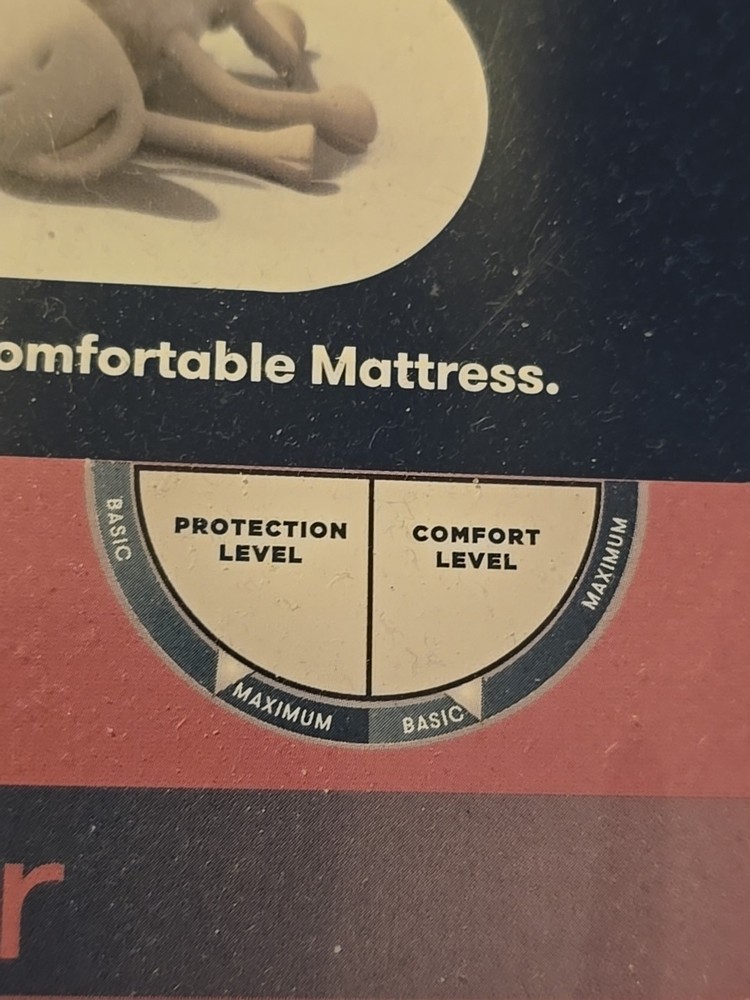 omfortable Mattress.
PROTECTION
LEVEL
COMFORT
LEVEL
BASIC
MAXIMUM
BASIC
MAXIMUM
r